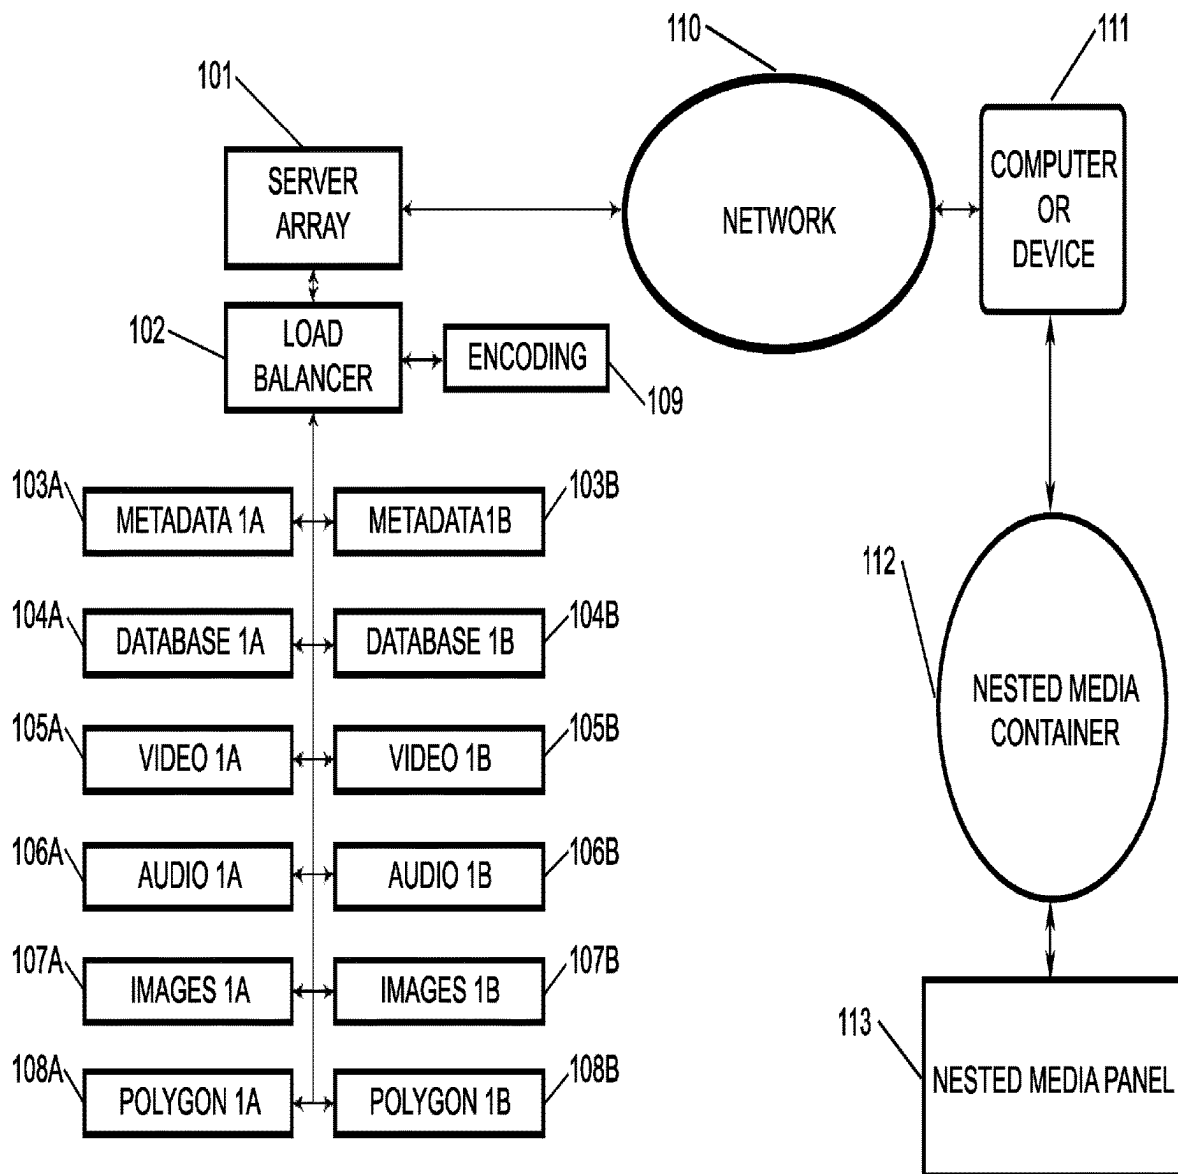 110
111
101
SERVER
ARRAY
NETWORK
COMPUTER
OR
DEVICE
102
LOAD
BALANCER
ENCODING
109
103A
METADATA 1A
METADATA1B
103B
104A
DATABASE 1A
DATABASE 1B
104B
112
NESTED MEDIA
CONTAINER
105A
VIDEO 1A
VIDEO 1B
105B
106A
AUDIO 1A
AUDIO 1B
106B
107A
IMAGES 1A
IMAGES 1B
107B
113
NESTED MEDIA PANEL
108A
POLYGON 1A
POLYGON 1B
108B